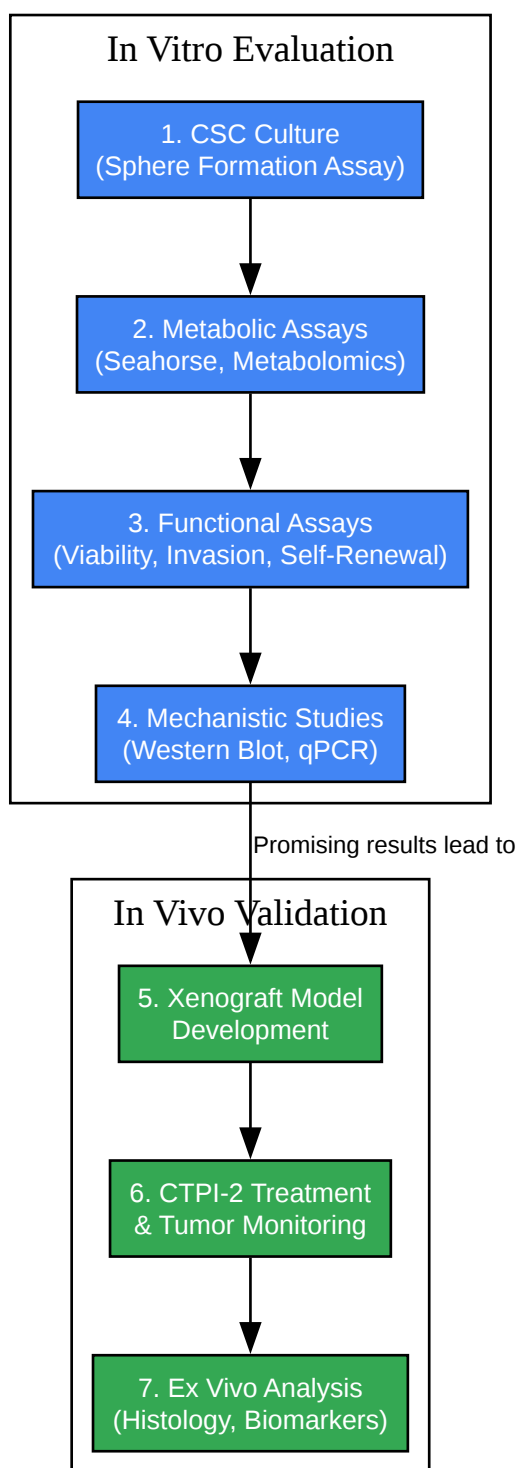 In Vitro Evaluation
1. CSC Culture
(Sphere Formation Assay)
2. Metabolic Assays
(Seahorse, Metabolomics)
3. Functional Assays
(Viability, Invasion, Self-Renewal)
4. Mechanistic Studies
(Western Blot, qPCR)
Promising results lead to
In Vivo Validation
5. Xenograft Model
Development
6. CTPI-2 Treatment
& Tumor Monitoring
7. Ex Vivo Analysis
(Histology, Biomarkers)